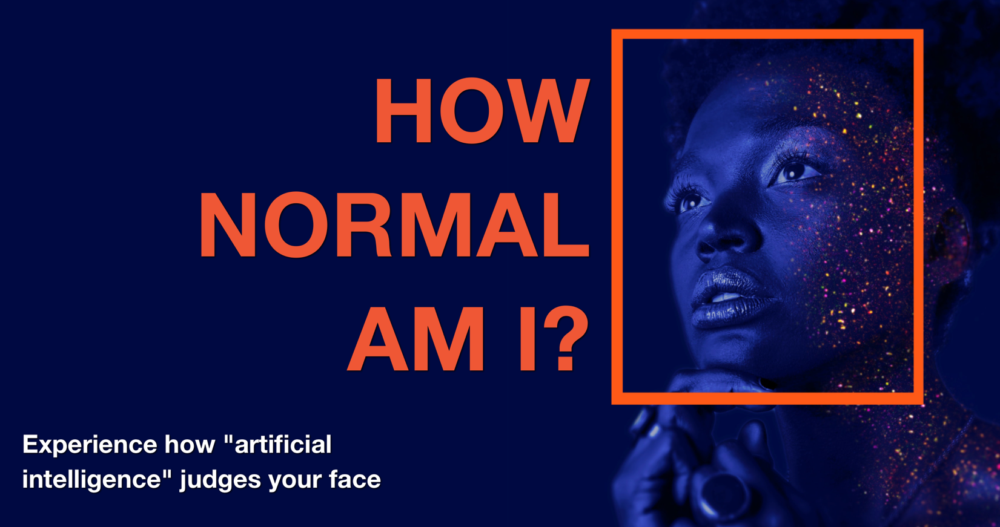 HOW
NORMAL
AM I?
Experience how "artificial
intelligence" judges your face